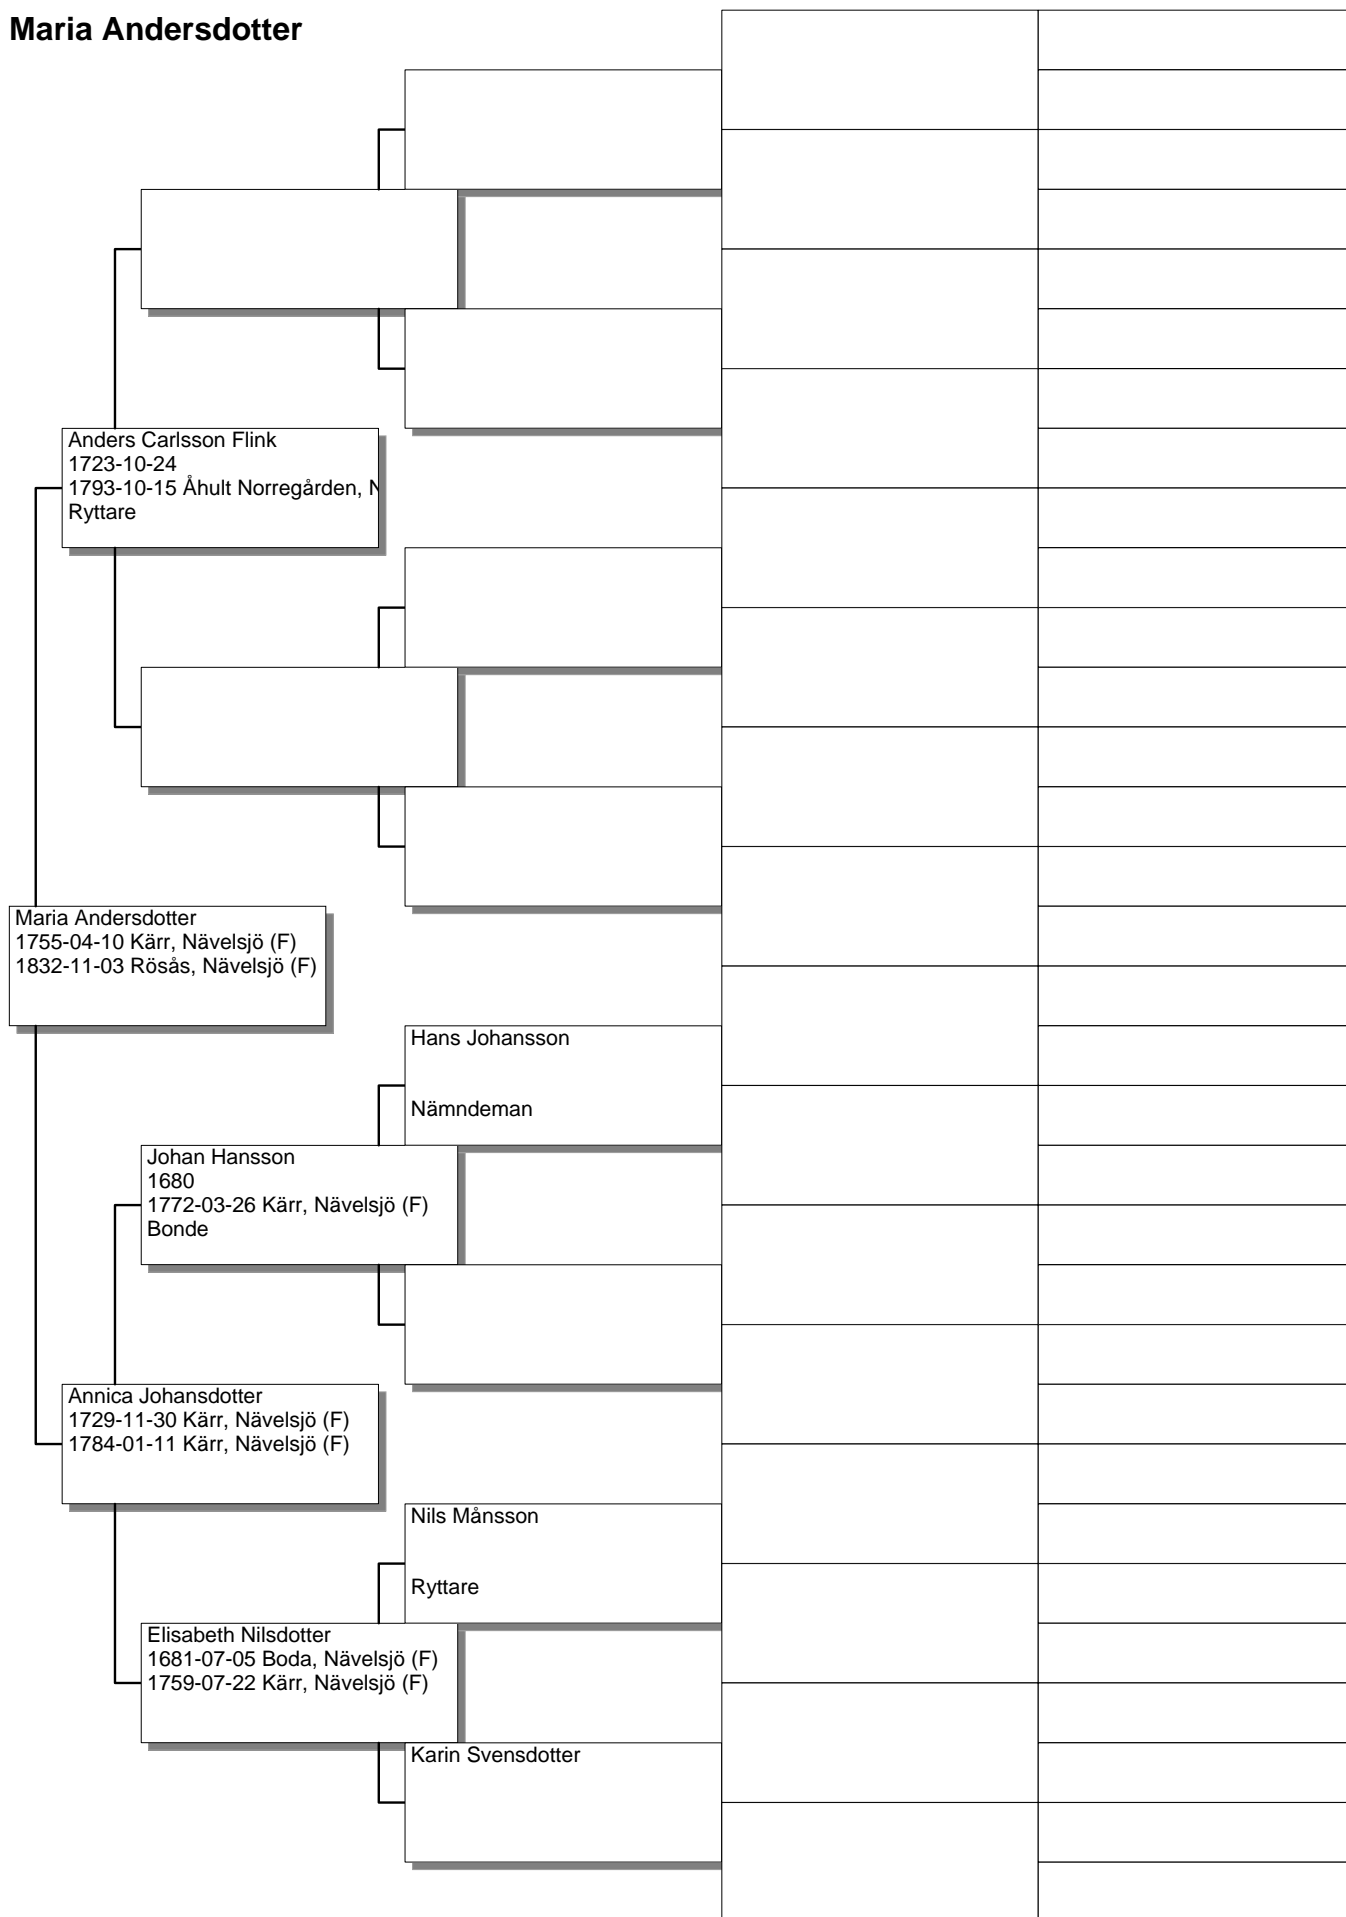 Maria Andersdotter
Anders Carlsson Flink
1723-10-24
1793-10-15 Åhult Norregården, N
Ryttare
Maria Andersdotter
1755-04-10 Kärr, Nävelsjö (F)
1832-11-03 Rösås, Nävelsjö (F)
Hans Johansson
Nämndeman
Johan Hansson
1680
1772-03-26 Kärr, Nävelsjö (F)
Bonde
Annica Johansdotter
1729-11-30 Kärr, Nävelsjö (F)
1784-01-11 Kärr, Nävelsjö (F)
Nils Månsson
Ryttare
Elisabeth Nilsdotter
1681-07-05 Boda, Nävelsjö (F)
1759-07-22 Kärr, Nävelsjö (F)
Karin Svensdotter